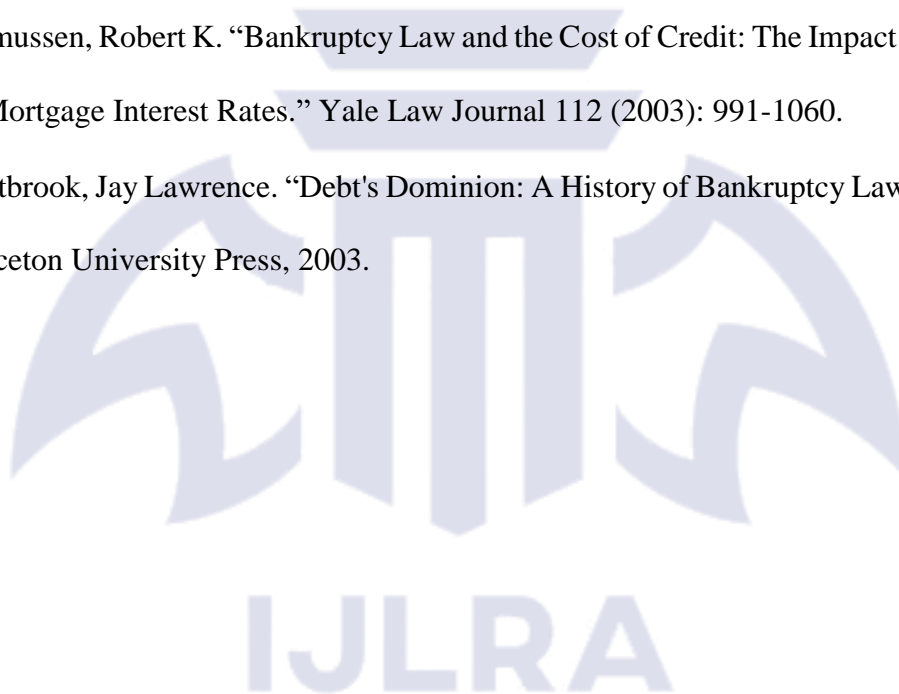 mussen, Robert K. “Bankruptcy Law and the Cost of Credit: The Impact
Mortgage Interest Rates.” Yale Law Journal 112 (2003): 991-1060.
tbrook, Jay Lawrence. “Debt's Dominion: A History of Bankruptcy Law
ceton University Press, 2003.
IJLRA